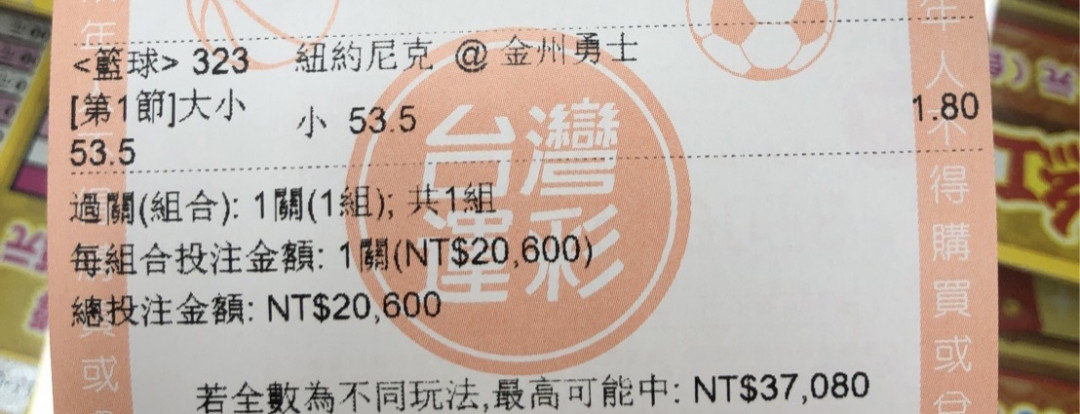 <籃球> 323 紐約尼克 @ 金州勇士
[第1節]大小 小 53.5 1.80
53.5
過關(組合): 1關(1組); 共1組
每組合投注金額: 1關(NT$20,600)
總投注金額: NT$20,600
若全數為不同玩法,最高可能中: NT$37,080
台灣
運彩
年人不得購買或